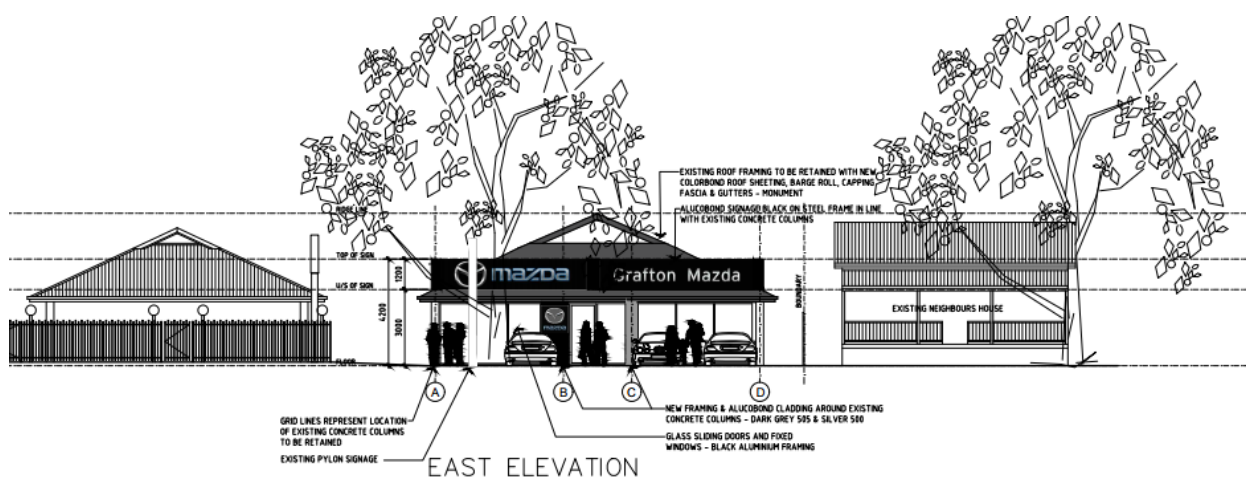 EXISTING ROOF FRAMING TO BE RETAINED WITH NEW
COLORBOND ROOF SHEETING, BARGE ROLL, CAPPING
FASCIA & GUTTERS - MONUMENT
ALUCOBOND SIGNAGE BLACK ON STEEL FRAME IN LINE
WITH EXISTING CONCRETE COLUMNS
RIDGE LINE
TOP OF SIGN
U/S OF SIGN
FLOOR
1200
4200
3000
mazda
Grafton Mazda
mazda
BOUNDARY
EXISTING NEIGHBOURS HOUSE
A
B
C
D
GRID LINES REPRESENT LOCATION
OF EXISTING CONCRETE COLUMNS
TO BE RETAINED
EXISTING PYLON SIGNAGE
NEW FRAMING & ALUCOBOND CLADDING AROUND EXISTING
CONCRETE COLUMNS - DARK GREY 505 & SILVER 500
GLASS SLIDING DOORS AND FIXED
WINDOWS - BLACK ALUMINIUM FRAMING
EAST ELEVATION